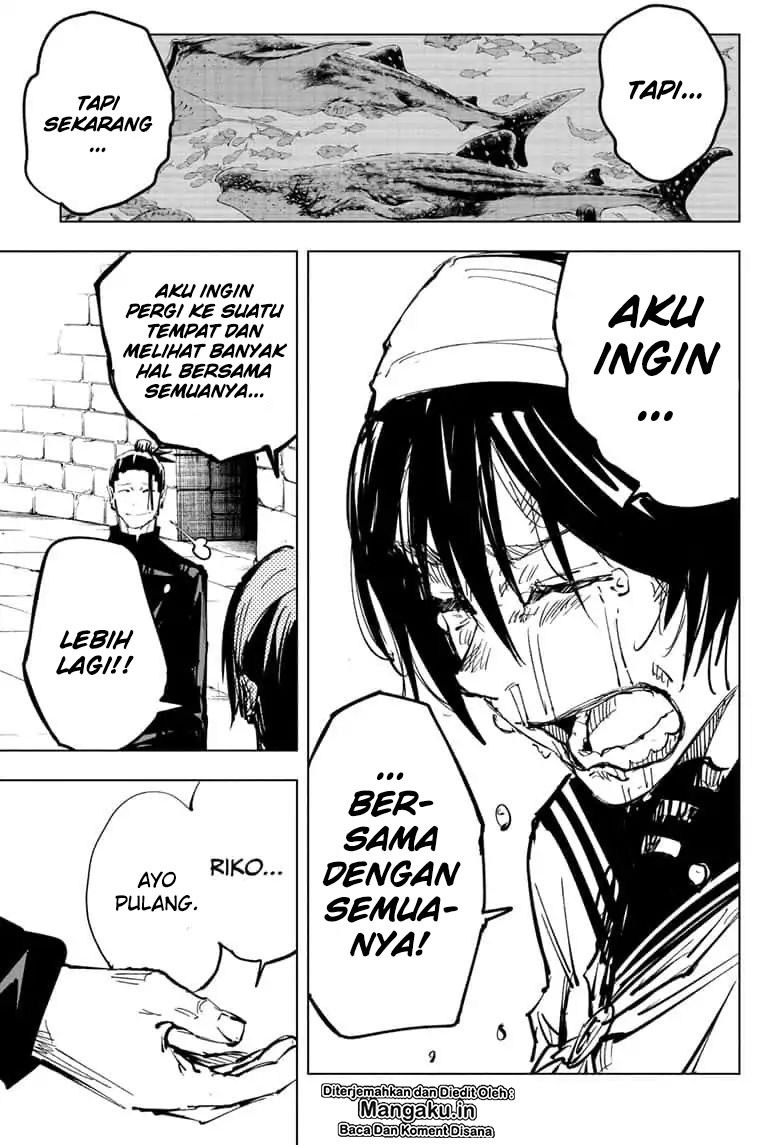 TAPI...
TAPI
SEKARANG
...
AKU
INGIN
...
...
BER-
SAMA
DENGAN
SEMUA-
NYA!
AKU INGIN
PERGI KE SUATU
TEMPAT DAN
MELIHAT BANYAK
HAL BERSAMA
SEMUANYA...
LEBIH
LAGI!!
RIKO...
AYO
PULANG.
Diterjemahkan dan Diedit Oleh :
Mangaku.in
Baca Dan Koment Disana